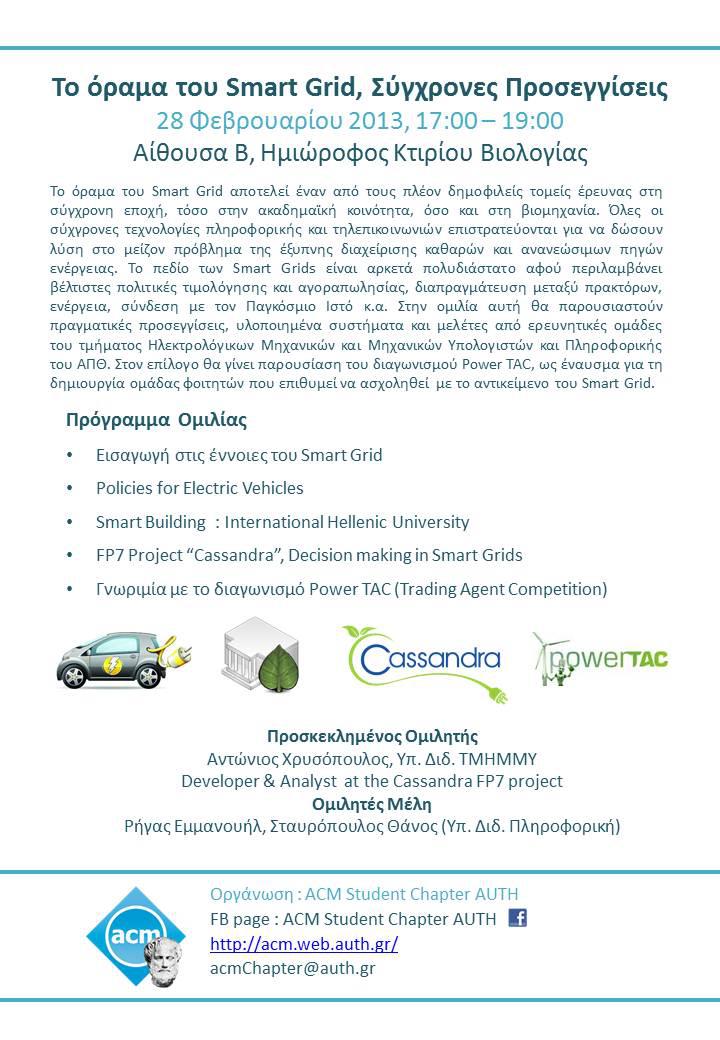 Το όραμα του Smart Grid, Σύγχρονες Προσεγγίσεις
28 Φεβρουαρίου 2013, 17:00 – 19:00
Αίθουσα Β, Ημιώροφος Κτιρίου Βιολογίας
Το όραμα του Smart Grid αποτελεί έναν από τους πλέον δημοφιλείς τομείς έρευνας στη
σύγχρονη εποχή, τόσο στην ακαδημαϊκή κοινότητα, όσο και στη βιομηχανία. Όλες οι
σύχγρονες τεχνολογίες πληροφορικής και τηλεπικοινωνιών επιστρατεύονται για να δώσουν
λύση στο μείζον πρόβλημα της έξυπνης διαχείρισης καθαρών και ανανεώσιμων πηγών
ενέργειας. Το πεδίο των Smart Grids είναι αρκετά πολυδιάστατο αφού περιλαμβάνει
βέλτιστες πολιτικές τιμολόγησης και αγοραπωλησίας, διαπραγμάτευση μεταξύ πρακτόρων,
ενέργεια, σύνδεση με τον Παγκόσμιο Ιστό κ.α. Στην ομιλία αυτή θα παρουσιαστούν
πραγματικές προσεγγίσεις, υλοποιημένα συστήματα και μελέτες από ερευνητικές ομάδες
του τμήματος Ηλεκτρολόγικων Μηχανικών και Μηχανικών Υπολογιστών και Πληροφορικής
του ΑΠΘ. Στον επίλογο θα γίνει παρουσίαση του διαγωνισμού Power TAC, ως έναυσμα για τη
δημιουργία ομάδας φοιτητών που επιθυμεί να ασχοληθεί με το αντικείμενο του Smart Grid.
Πρόγραμμα Ομιλίας
• Εισαγωγή στις έννοιες του Smart Grid
• Policies for Electric Vehicles
• Smart Building : International Hellenic University
• FP7 Project “Cassandra”, Decision making in Smart Grids
• Γνωριμία με το διαγωνισμό Power TAC (Trading Agent Competition)
Cassandra
powerTAC
Προσκεκλημένος Ομιλητής
Αντώνιος Χρυσόπουλος, Υπ. Διδ. ΤΜΗΜΜΥ
Developer & Analyst at the Cassandra FP7 project
Ομιλητές Μέλη
Ρήγας Εμμανουήλ, Σταυρόπουλος Θάνος (Υπ. Διδ. Πληροφορική)
Οργάνωση : ACM Student Chapter AUTH
FB page : ACM Student Chapter AUTH
http://acm.web.auth.gr/
acmChapter@auth.gr
acm